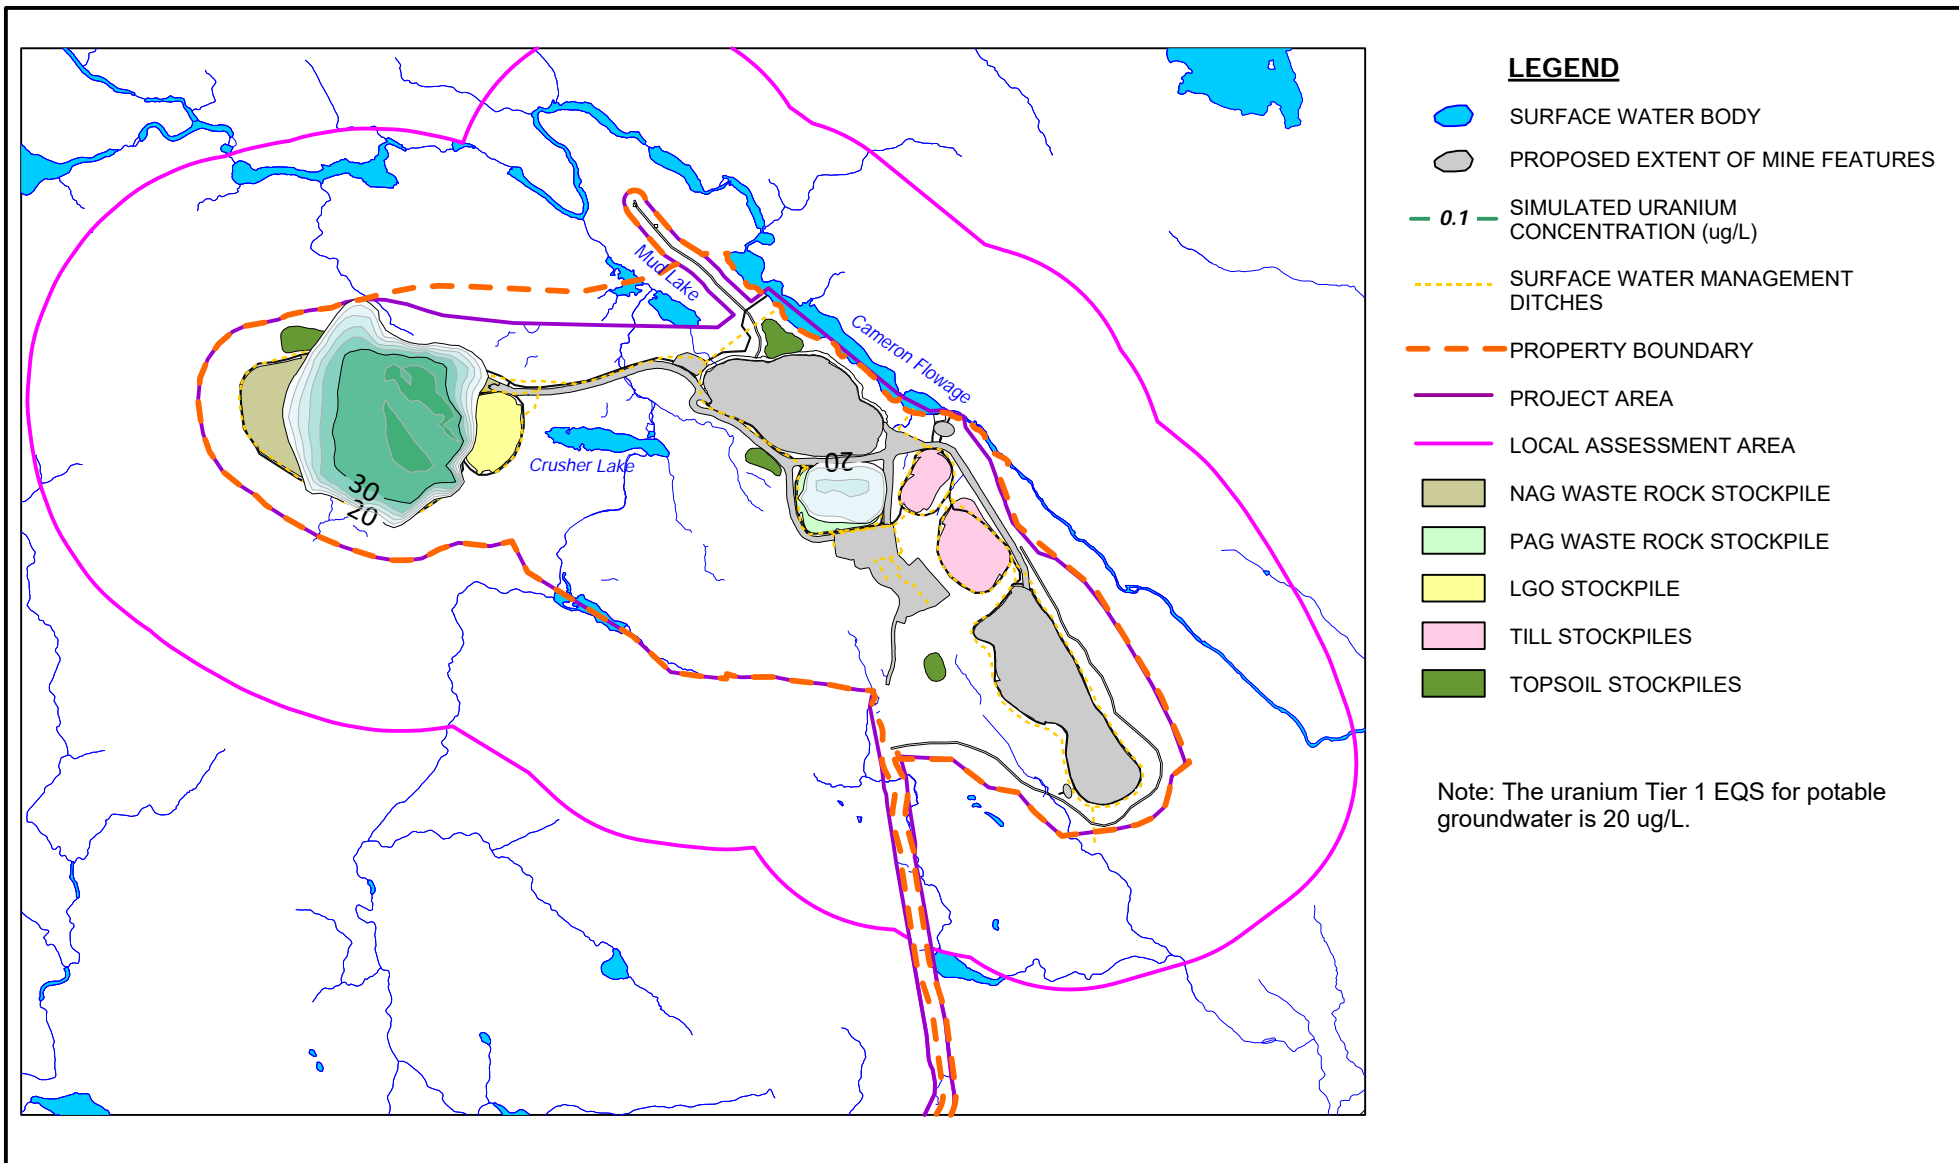 LEGEND
SURFACE WATER BODY
PROPOSED EXTENT OF MINE FEATURES
0.1
SIMULATED URANIUM
CONCENTRATION (ug/L)
SURFACE WATER MANAGEMENT
DITCHES
PROPERTY BOUNDARY
PROJECT AREA
LOCAL ASSESSMENT AREA
NAG WASTE ROCK STOCKPILE
PAG WASTE ROCK STOCKPILE
LGO STOCKPILE
TILL STOCKPILES
TOPSOIL STOCKPILES
Note: The uranium Tier 1 EQS for potable
groundwater is 20 ug/L.
Mud Lake
Cameron Flowage
Crusher Lake
20
30
20